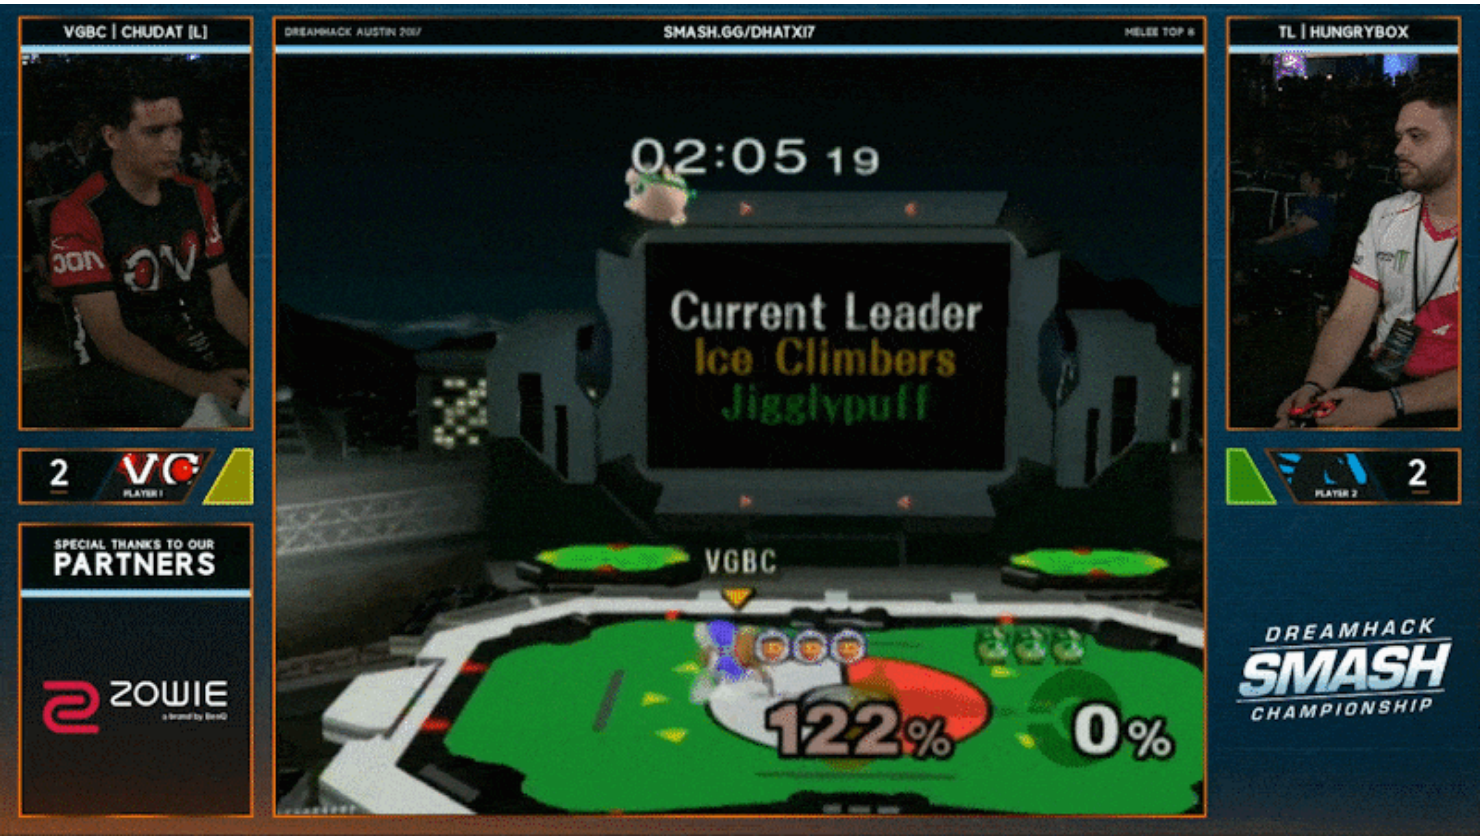 VGBC | CHUDAT [L]
DREAMHACK AUSTIN 2017
SMASH.GG/DHATX17
MELEE TOP 8
TL | HUNGRYBOX
02:05 19
Current Leader
Ice Climbers
Jigglypuff
2
VG
PLAYER 1
PLAYER 2
2
SPECIAL THANKS TO OUR
PARTNERS
ZOWIE
a brand by BenQ
VGBC
122%
0%
DREAMHACK
SMASH
CHAMPIONSHIP